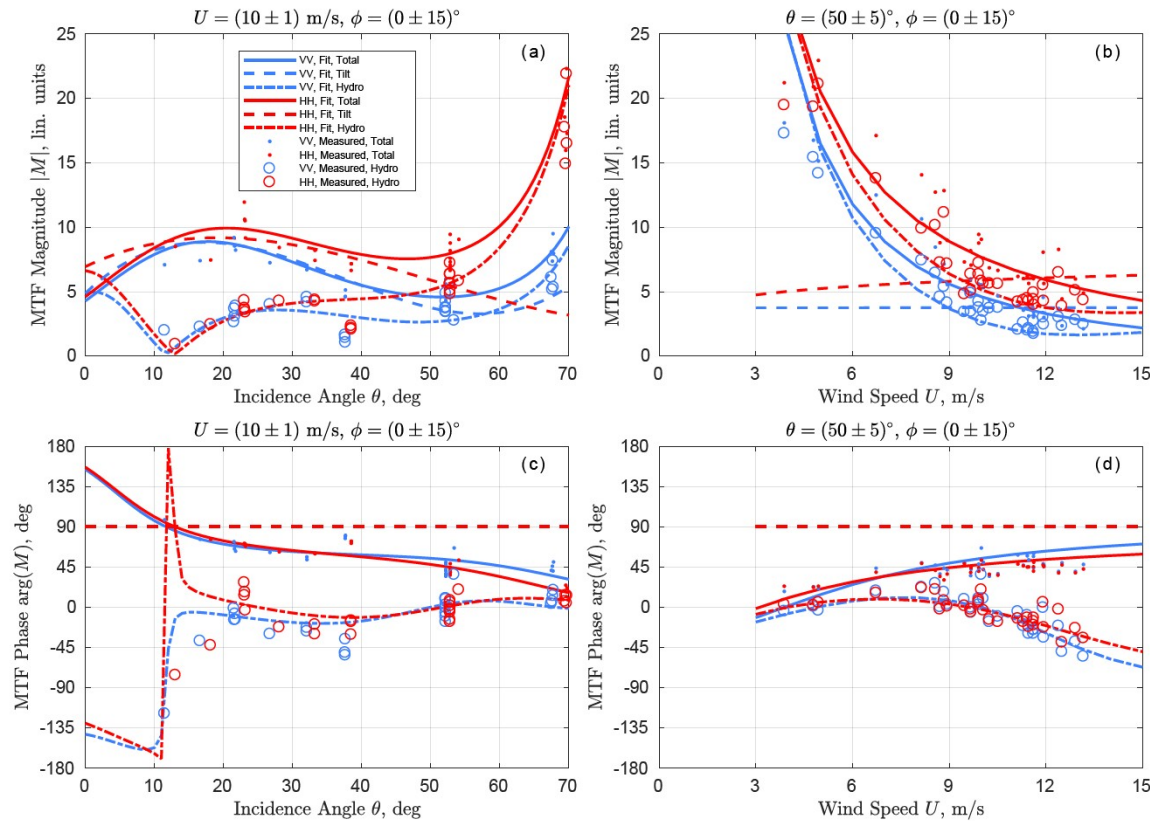 U = (10 ± 1) m/s, ϕ = (0 ± 15)°
25
20
15
10
5
0
MTF Magnitude |M|, lin. units
(a)
VV, Fit, Total
VV, Fit, Tilt
VV, Fit, Hydro
HH, Fit, Total
HH, Fit, Tilt
HH, Fit, Hydro
VV, Measured, Total
HH, Measured, Total
VV, Measured, Hydro
HH, Measured, Hydro
0 10 20 30 40 50 60 70
Incidence Angle θ, deg
θ = (50 ± 5)°, ϕ = (0 ± 15)°
25
20
15
10
5
0
MTF Magnitude |M|, lin. units
(b)
0 3 6 9 12 15
Wind Speed U, m/s
U = (10 ± 1) m/s, ϕ = (0 ± 15)°
180
135
90
45
0
-45
-90
-135
-180
MTF Phase arg(M), deg
(c)
0 10 20 30 40 50 60 70
Incidence Angle θ, deg
θ = (50 ± 5)°, ϕ = (0 ± 15)°
180
135
90
45
0
-45
-90
-135
-180
MTF Phase arg(M), deg
(d)
0 3 6 9 12 15
Wind Speed U, m/s